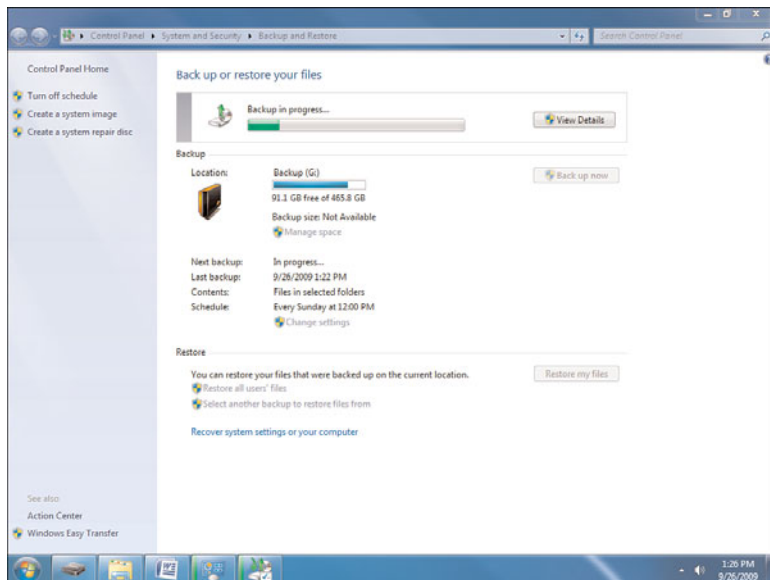 Control Panel System and Security Backup and Restore Search Control Panel
Control Panel Home
Turn off schedule
Create a system image
Create a system repair disc
See also
Action Center
Windows Easy Transfer
Back up or restore your files
Backup in progress...
View Details
Backup
Location: Backup (G:)
91.1 GB free of 465.8 GB
Backup size: Not Available
Manage space
Back up now
Next backup: In progress...
Last backup: 9/26/2009 1:22 PM
Contents: Files in selected folders
Schedule: Every Sunday at 12:00 PM
Change settings
Restore
You can restore your files that were backed up on the current location.
Restore my files
Restore all users' files
Select another backup to restore files from
Recover system settings or your computer
1:26 PM
9/26/2009